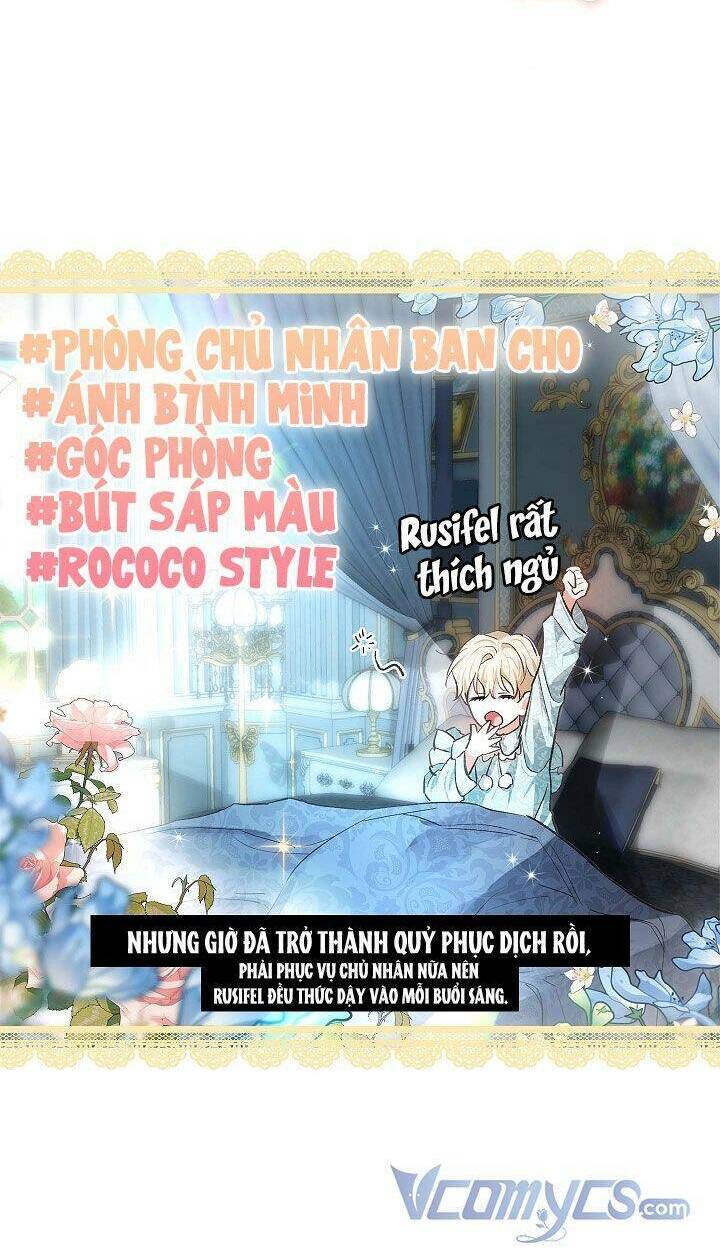 #PHÒNG CHỦ NHÂN BAN CHO
#ÁNH BÌNH MINH
#GÓC PHÒNG
#BÚT SÁP MÀU
#ROCOCO STYLE
Rusifel rất
thích ngủ
NHƯNG GIỜ ĐÃ TRỞ THÀNH QUỶ PHỤC DỊCH RỒI,
PHẢI PHỤC VỤ CHỦ NHÂN NỮA NÊN
RUSIFEL ĐỀU THỨC DẬY VÀO MỖI BUỔI SÁNG.
Vcomycs.com